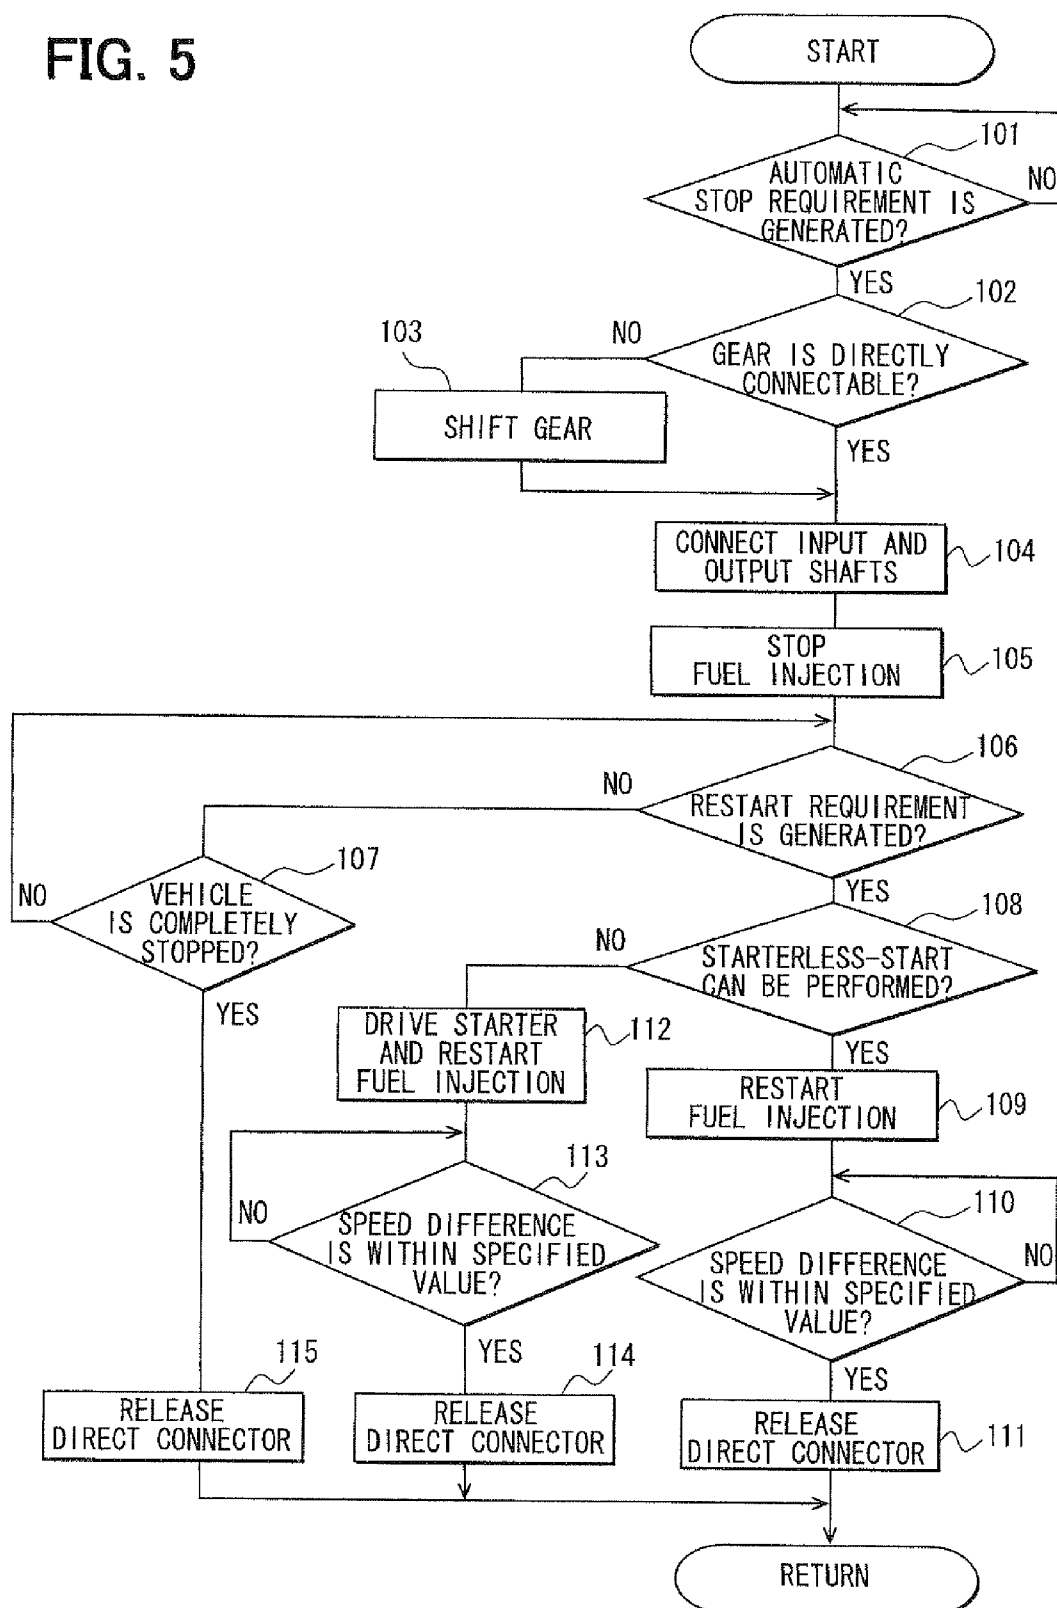 FIG. 5
START
101
AUTOMATIC
STOP REQUIREMENT IS
GENERATED?
NO
YES
102
GEAR IS DIRECTLY
CONNECTABLE?
NO
103
SHIFT GEAR
YES
CONNECT INPUT AND
OUTPUT SHAFTS
104
STOP
FUEL INJECTION
105
106
RESTART REQUIREMENT
IS GENERATED?
NO
107
VEHICLE
IS COMPLETELY
STOPPED?
NO
YES
YES
108
STARTERLESS-START
CAN BE PERFORMED?
NO
DRIVE STARTER
AND RESTART
FUEL INJECTION
112
YES
RESTART
FUEL INJECTION
109
113
SPEED DIFFERENCE
IS WITHIN SPECIFIED
VALUE?
NO
YES
110
SPEED DIFFERENCE
IS WITHIN SPECIFIED
VALUE?
NO
YES
115
RELEASE
DIRECT CONNECTOR
114
RELEASE
DIRECT CONNECTOR
RELEASE
DIRECT CONNECTOR
111
RETURN